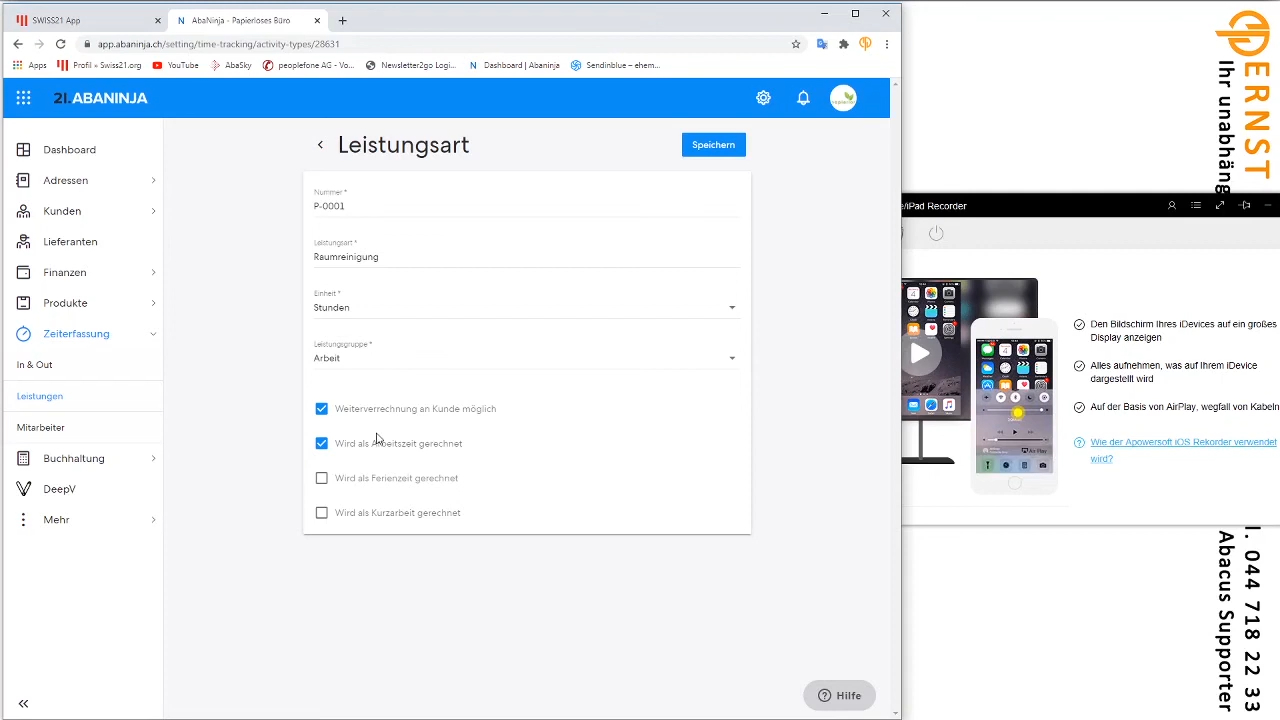 SWISS21 App
AbaNinja - Papierloses Büro
app.abaninja.ch/setting/time-tracking/activity-types/28631
Apps
Profil « Swiss21.org
YouTube
AbaSky
peoplefone AG - Vo...
Newsletter2go Logi...
Dashboard | Abaninja
Sendinblue – ehem...
21.ABANINJA
Dashboard
Adressen
Kunden
Lieferanten
Finanzen
Produkte
Zeiterfassung
In & Out
Leistungen
Mitarbeiter
Buchhaltung
DeepV
Mehr
Leistungsart
Speichern
Nummer *
P-0001
Leistungsart *
Raumreinigung
Einheit *
Stunden
Leistungsgruppe *
Arbeit
Weiterverrechnung an Kunde möglich
Wird als Arbeitszeit gerechnet
Wird als Ferienzeit gerechnet
Wird als Kurzarbeit gerechnet
Hilfe
ERNST
Ihr unabhäng
e/iPad Recorder
Den Bildschirm Ihres iDevices auf ein großes
Display anzeigen
Alles aufnehmen, was auf Ihrem iDevice
dargestellt wird
Auf der Basis von AirPlay, wegfall von Kabeln
Wie der Apowersoft iOS Rekorder verwendet
wird?
l. 044 718 22 33
Abacus Supporter